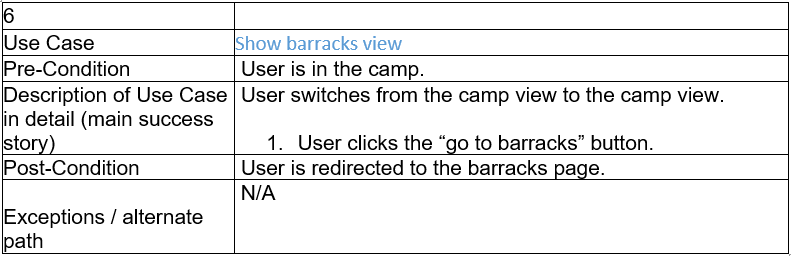 6
Use Case Show barracks view
Pre-Condition User is in the camp.
Description of Use Case User switches from the camp view to the camp view.
in detail (main success
story) 1. User clicks the “go to barracks” button.
Post-Condition User is redirected to the barracks page.
N/A
Exceptions / alternate
path